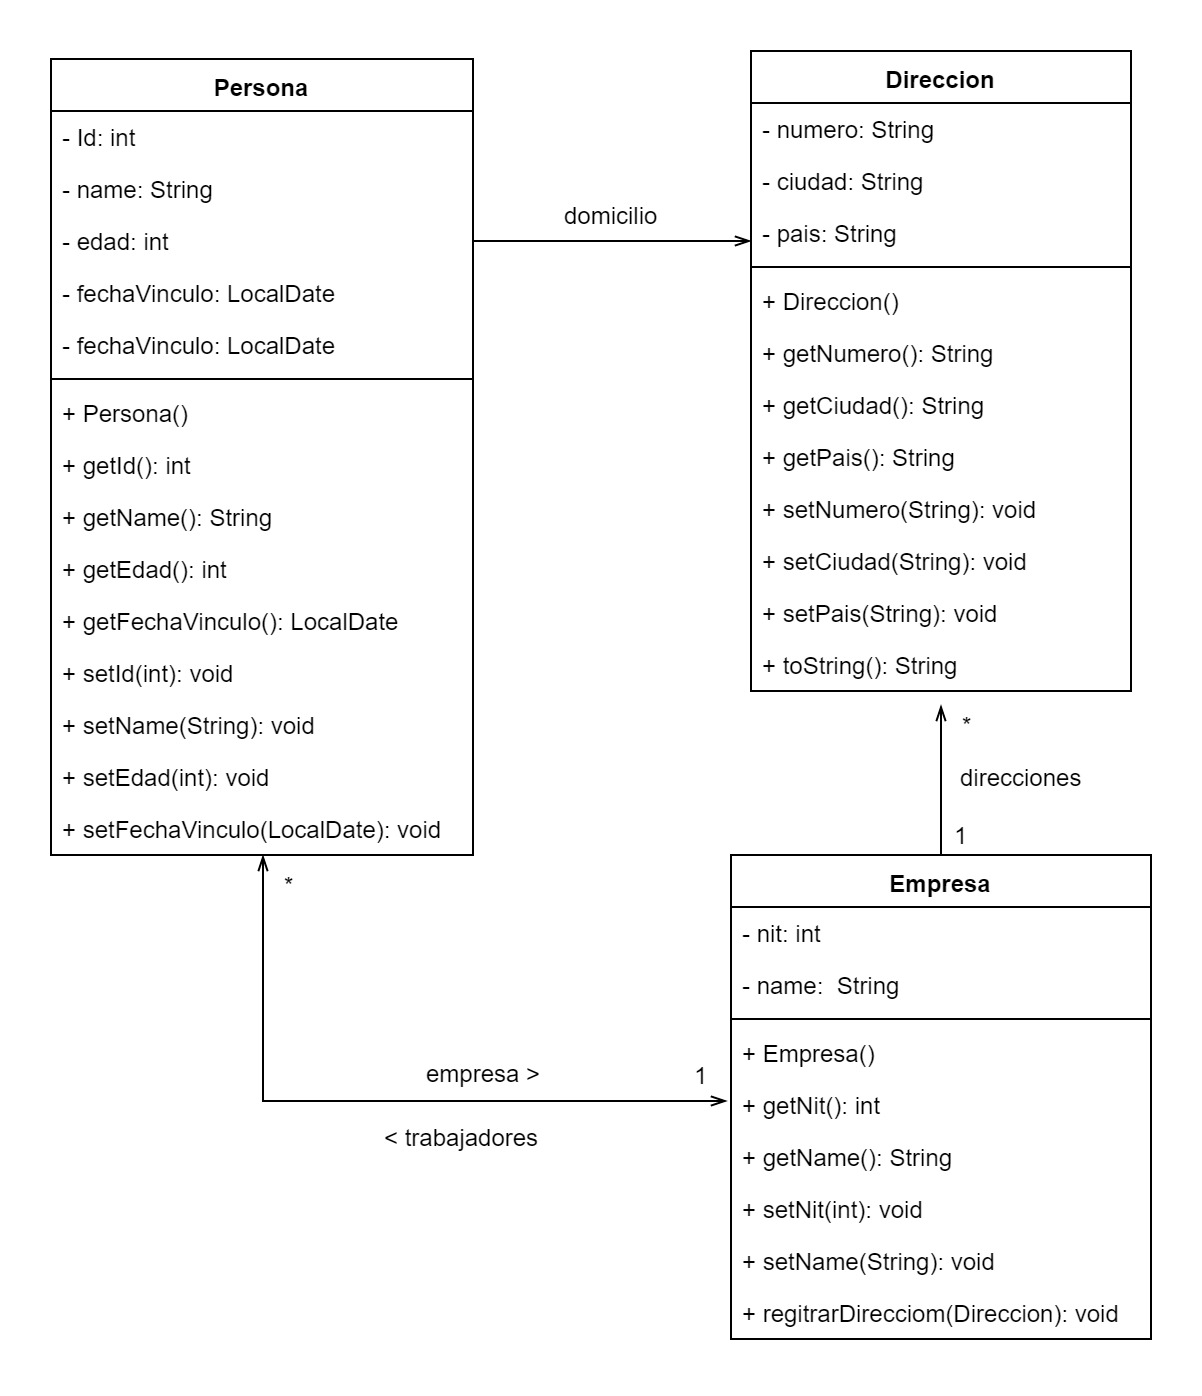 Persona
- Id: int
- name: String
- edad: int
- fechaVinculo: LocalDate
- fechaVinculo: LocalDate
+ Persona()
+ getId(): int
+ getName(): String
+ getEdad(): int
+ getFechaVinculo(): LocalDate
+ setId(int): void
+ setName(String): void
+ setEdad(int): void
+ setFechaVinculo(LocalDate): void
domicilio
Direccion
- numero: String
- ciudad: String
- pais: String
+ Direccion()
+ getNumero(): String
+ getCiudad(): String
+ getPais(): String
+ setNumero(String): void
+ setCiudad(String): void
+ setPais(String): void
+ toString(): String
*
direcciones
1
*
empresa >
1
< trabajadores
Empresa
- nit: int
- name:  String
+ Empresa()
+ getNit(): int
+ getName(): String
+ setNit(int): void
+ setName(String): void
+ regitrarDirecciom(Direccion): void